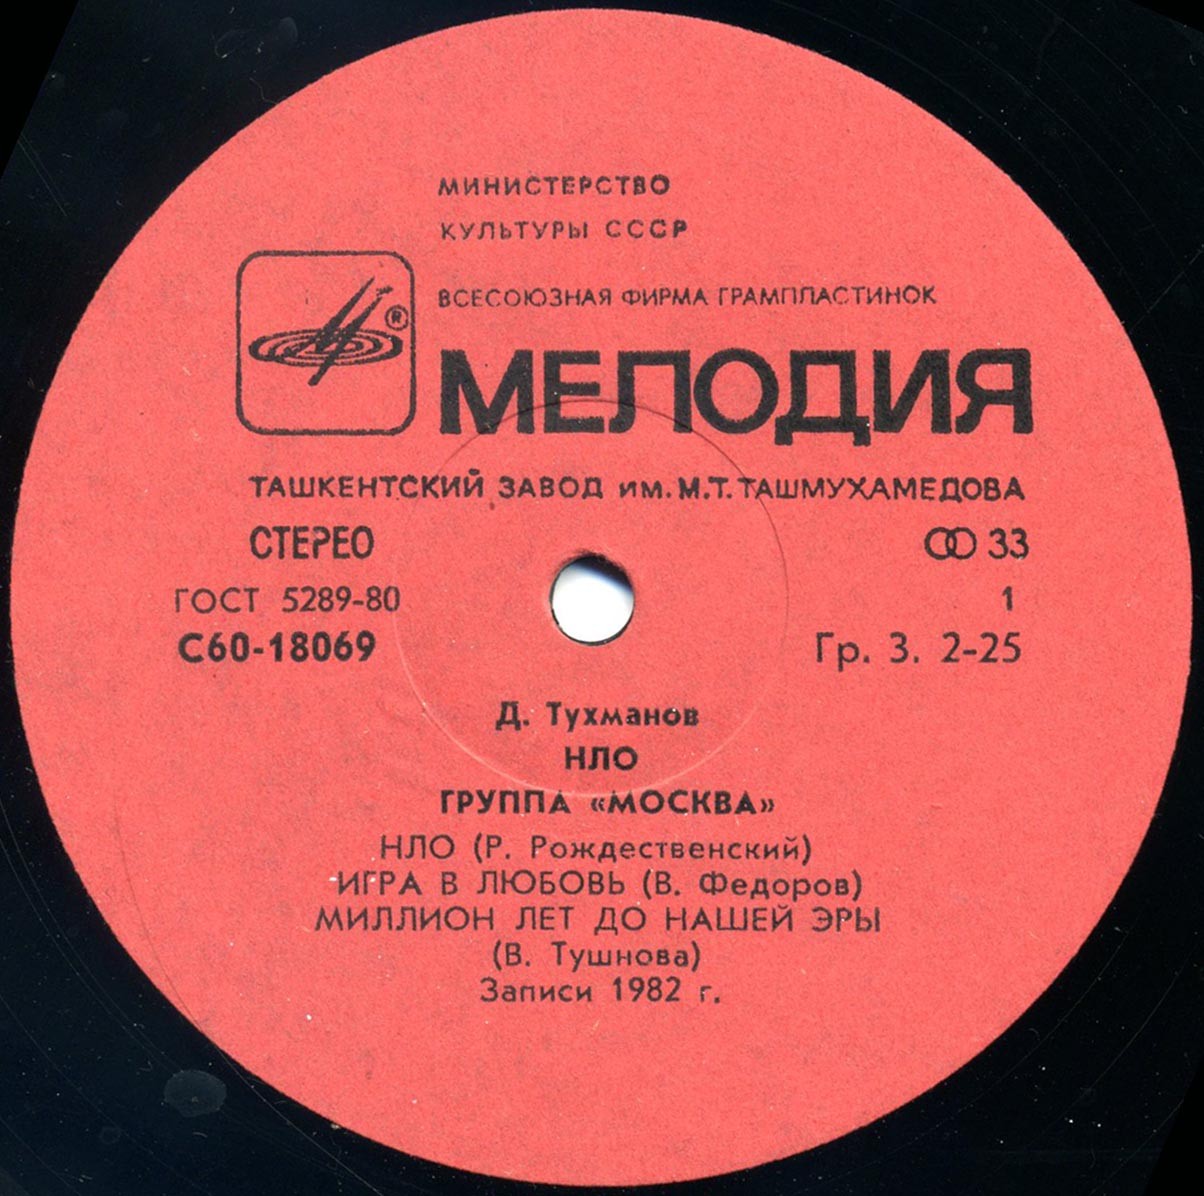 МИНИСТЕРСТВО
КУЛЬТУРЫ СССР
ВСЕСОЮЗНАЯ ФИРМА ГРАМПЛАСТИНОК
®
МЕЛОДИЯ
ТАШКЕНТСКИЙ ЗАВОД им. М.Т. ТАШМУХАМЕДОВА
СТЕРЕО 33
ГОСТ 5289-80 1
С60-18069 Гр. 3. 2-25
Д. Тухманов
НЛО
ГРУППА «МОСКВА»
НЛО (Р. Рождественский)
ИГРА В ЛЮБОВЬ (В. Федоров)
МИЛЛИОН ЛЕТ ДО НАШЕЙ ЭРЫ
(В. Тушнова)
Записи 1982 г.